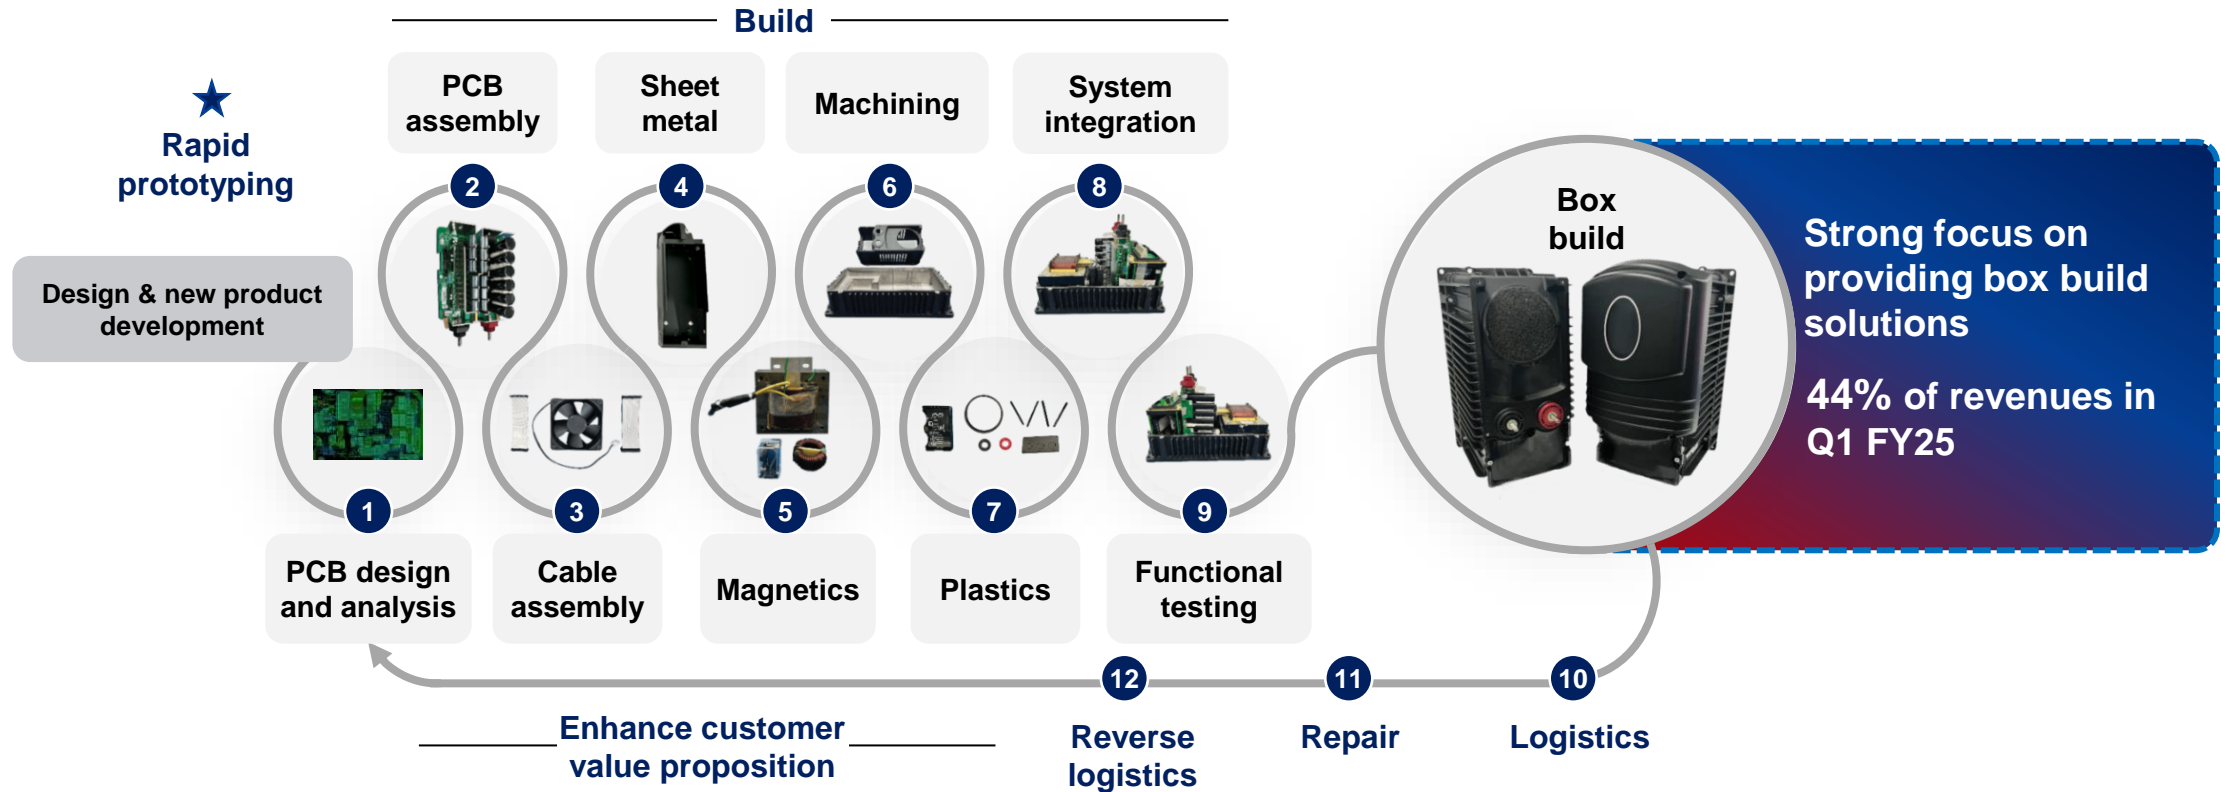 Build
PCB
assembly
Sheet
metal
Machining
System
integration
Rapid
prototyping
2
4
6
8
Box
build
Strong focus on
providing box build
solutions
44% of revenues in
Q1 FY25
Design & new product
development
1
3
5
7
9
PCB design
and analysis
Cable
assembly
Magnetics
Plastics
Functional
testing
12
11
10
Enhance customer
value proposition
Reverse
logistics
Repair
Logistics